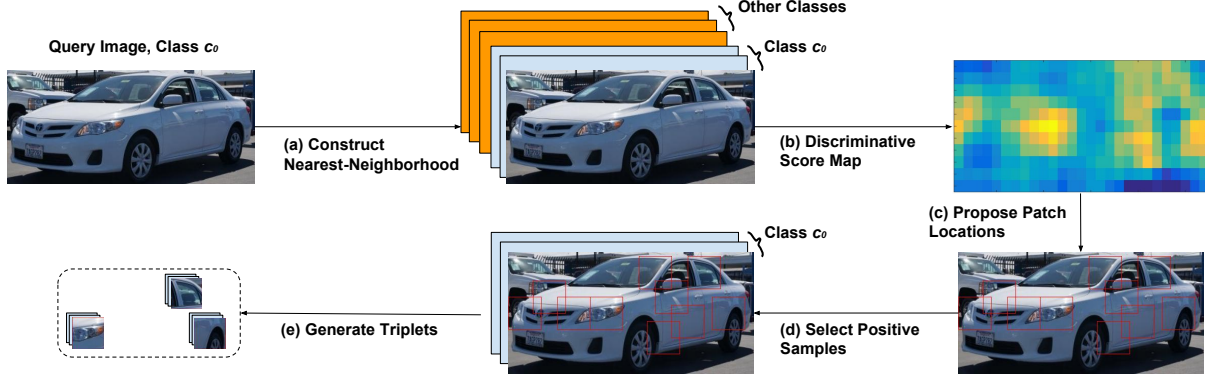 Query Image, Class c₀
Other Classes
Class c₀
(a) Construct
Nearest-Neighborhood
(b) Discriminative
Score Map
(c) Propose Patch
Locations
Class c₀
(d) Select Positive
Samples
(e) Generate Triplets